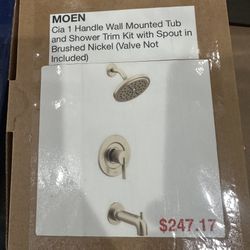 MOEN
Cia 1 Handle Wall Mounted Tub
and Shower Trim Kit with Spout in
Brushed Nickel (Valve Not
Included)
$247.17